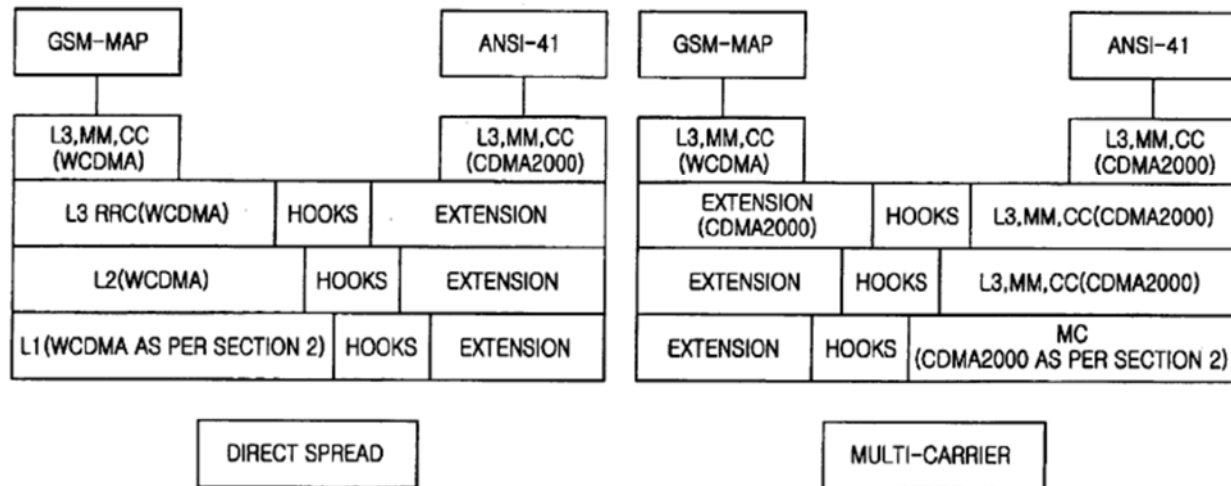 GSM-MAP
ANSI-41
GSM-MAP
ANSI-41
L3,MM,CC
(WCDMA)
L3,MM,CC
(CDMA2000)
L3,MM,CC
(WCDMA)
L3,MM,CC
(CDMA2000)
L3 RRC(WCDMA)
HOOKS
EXTENSION
EXTENSION
(CDMA2000)
HOOKS
L3,MM,CC(CDMA2000)
L2(WCDMA)
HOOKS
EXTENSION
EXTENSION
HOOKS
L3,MM,CC(CDMA2000)
L1(WCDMA AS PER SECTION 2)
HOOKS
EXTENSION
EXTENSION
HOOKS
MC
(CDMA2000 AS PER SECTION 2)
DIRECT SPREAD
MULTI-CARRIER